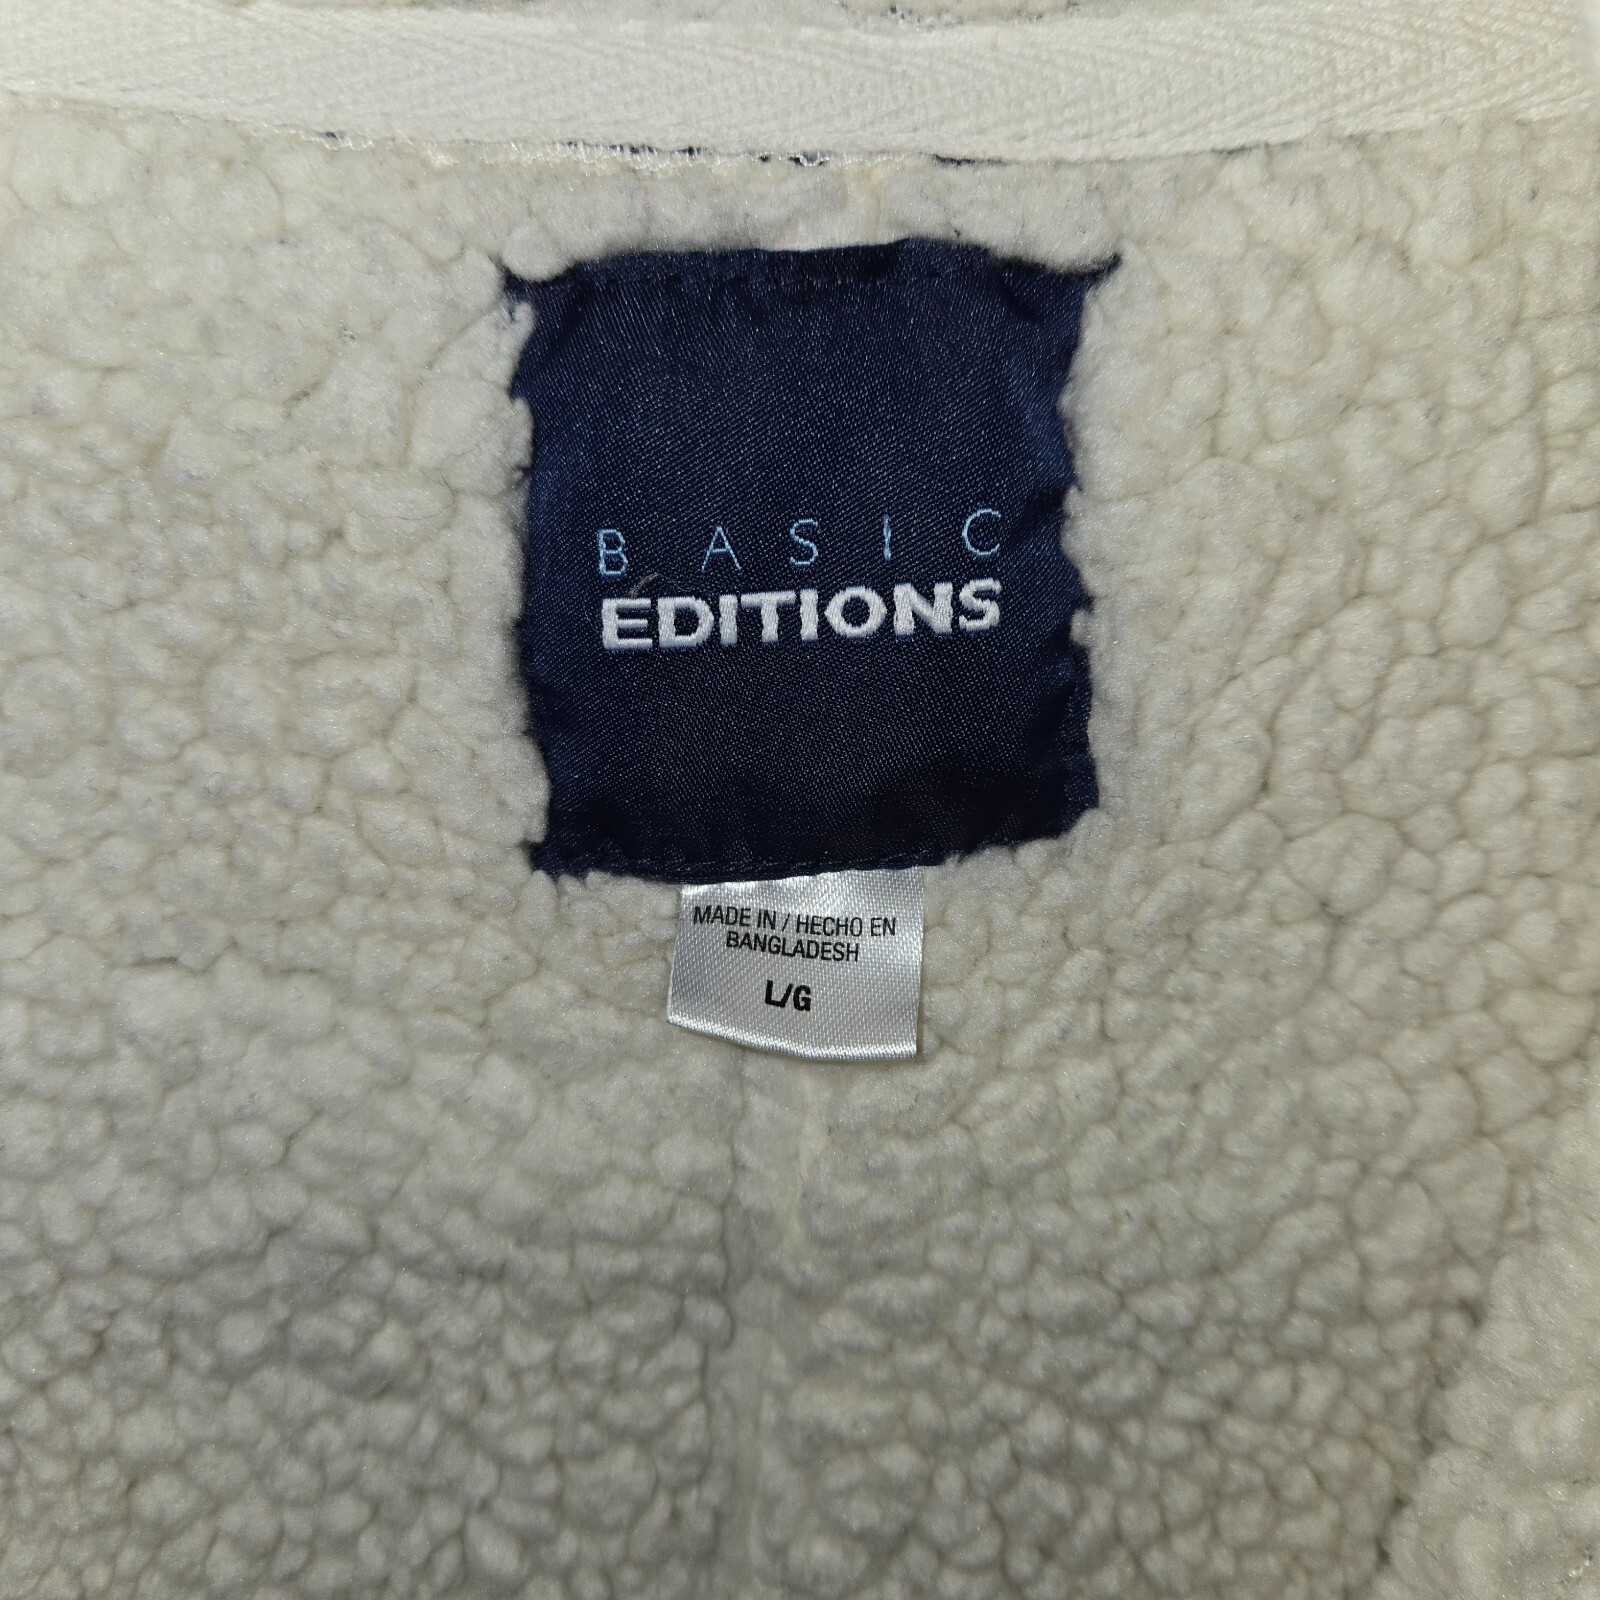 BASIC
EDITIONS
MADE IN / HECHO EN
BANGLADESH
L/G